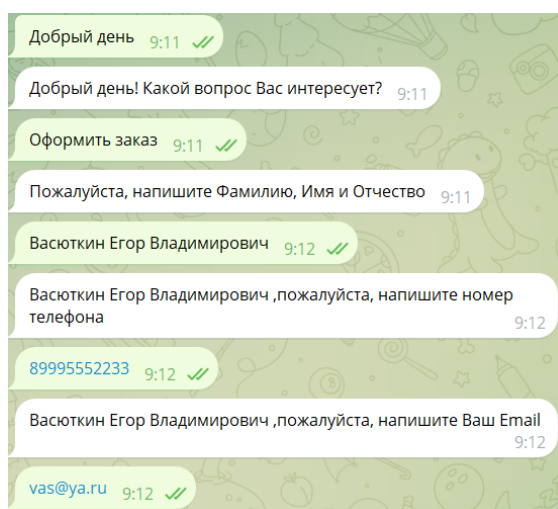 Добрый день 9:11
Добрый день! Какой вопрос Вас интересует? 9:11
Оформить заказ 9:11
Пожалуйста, напишите Фамилию, Имя и Отчество 9:11
Васюткин Егор Владимирович 9:12
Васюткин Егор Владимирович ,пожалуйста, напишите номер
телефона 9:12
89995552233 9:12
Васюткин Егор Владимирович ,пожалуйста, напишите Ваш Email
9:12
vas@ya.ru 9:12